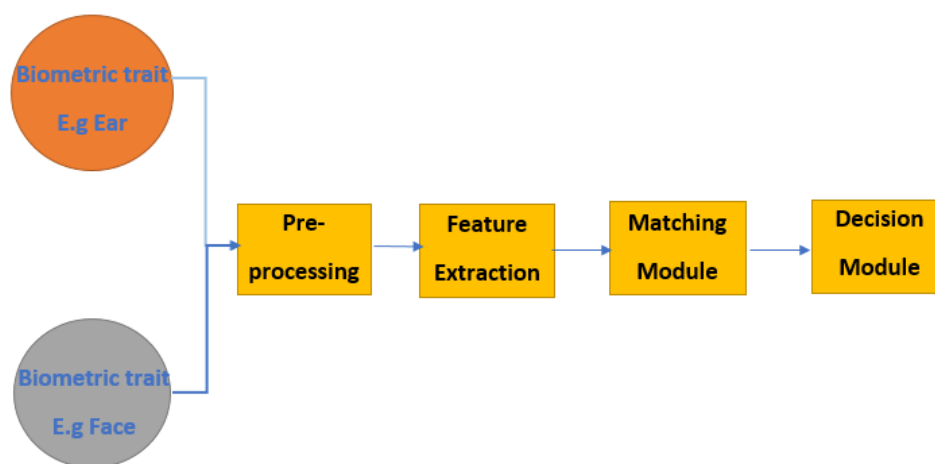 Biometric trait
E.g Ear
Pre-
processing
Feature
Extraction
Matching
Module
Decision
Module
Biometric trait
E.g Face